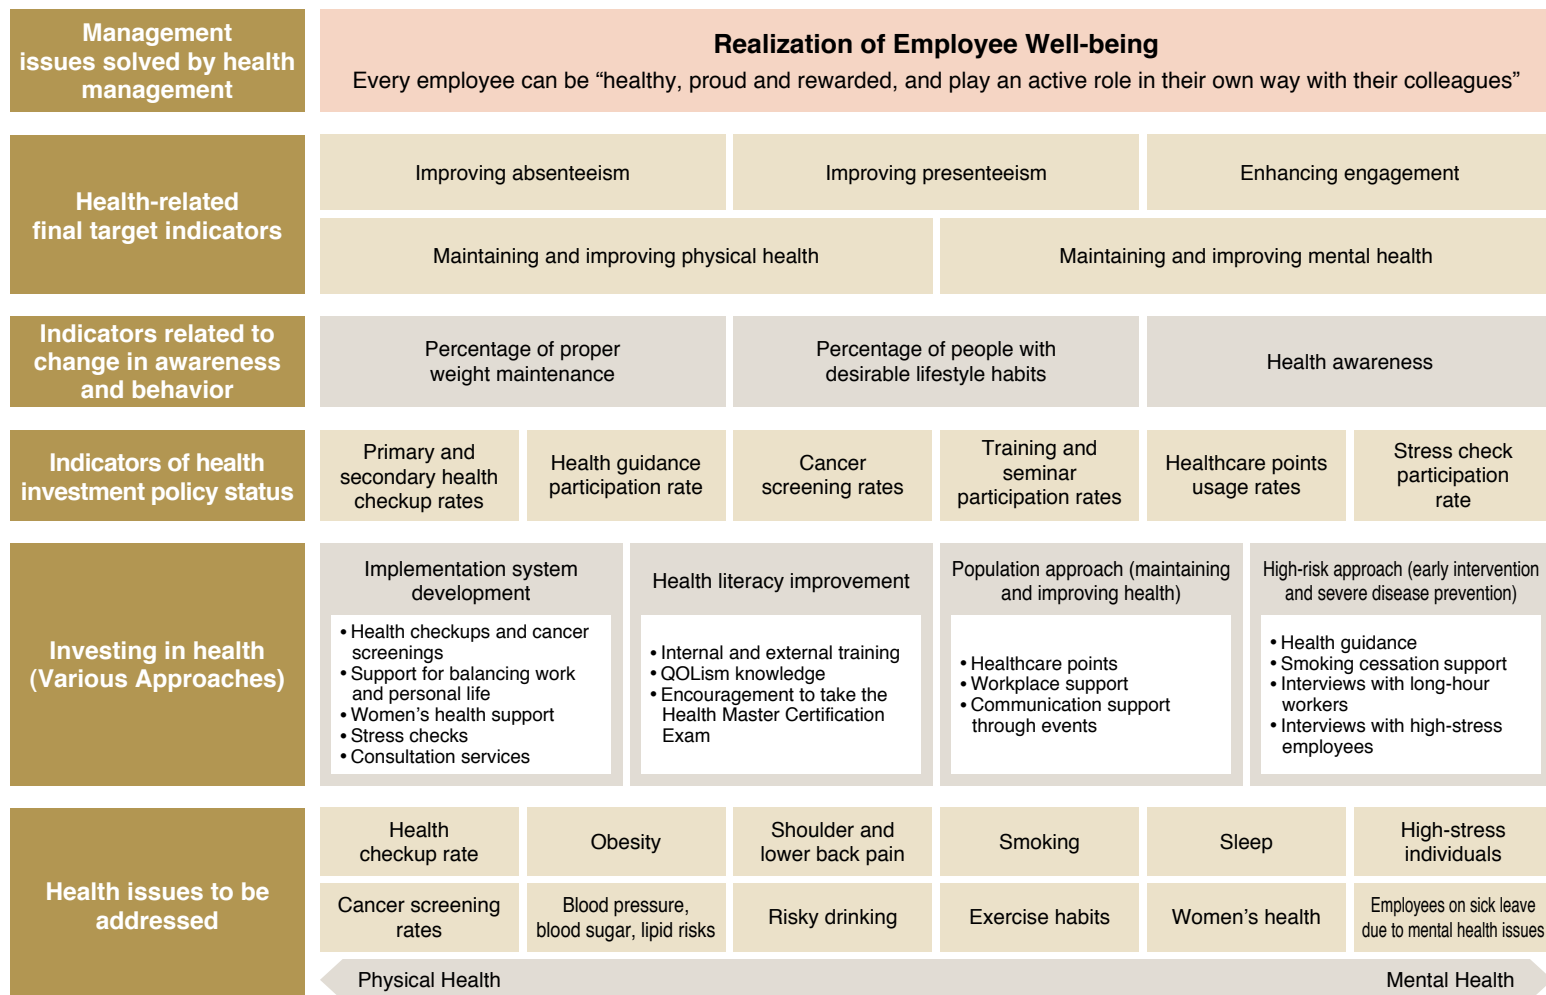 Management
issues solved by health
management
Realization of Employee Well-being
Every employee can be “healthy, proud and rewarded, and play an active role in their own way with their colleagues”
Health-related
final target indicators
Improving absenteeism
Improving presenteeism
Enhancing engagement
Maintaining and improving physical health
Maintaining and improving mental health
Indicators related to
change in awareness
and behavior
Percentage of proper
weight maintenance
Percentage of people with
desirable lifestyle habits
Health awareness
Indicators of health
investment policy status
Primary and
secondary health
checkup rates
Health guidance
participation rate
Cancer
screening rates
Training and
seminar
participation rates
Healthcare points
usage rates
Stress check
participation
rate
Investing in health
(Various Approaches)
Implementation system
development
• Health checkups and cancer
screenings
• Support for balancing work
and personal life
• Women’s health support
• Stress checks
• Consultation services
Health literacy improvement
• Internal and external training
• QOLism knowledge
• Encouragement to take the
Health Master Certification
Exam
Population approach (maintaining
and improving health)
• Healthcare points
• Workplace support
• Communication support
through events
High-risk approach (early intervention
and severe disease prevention)
• Health guidance
• Smoking cessation support
• Interviews with long-hour
workers
• Interviews with high-stress
employees
Health issues to be
addressed
Health
checkup rate
Obesity
Shoulder and
lower back pain
Smoking
Sleep
High-stress
individuals
Cancer screening
rates
Blood pressure,
blood sugar, lipid risks
Risky drinking
Exercise habits
Women’s health
Employees on sick leave
due to mental health issues
Physical Health
Mental Health